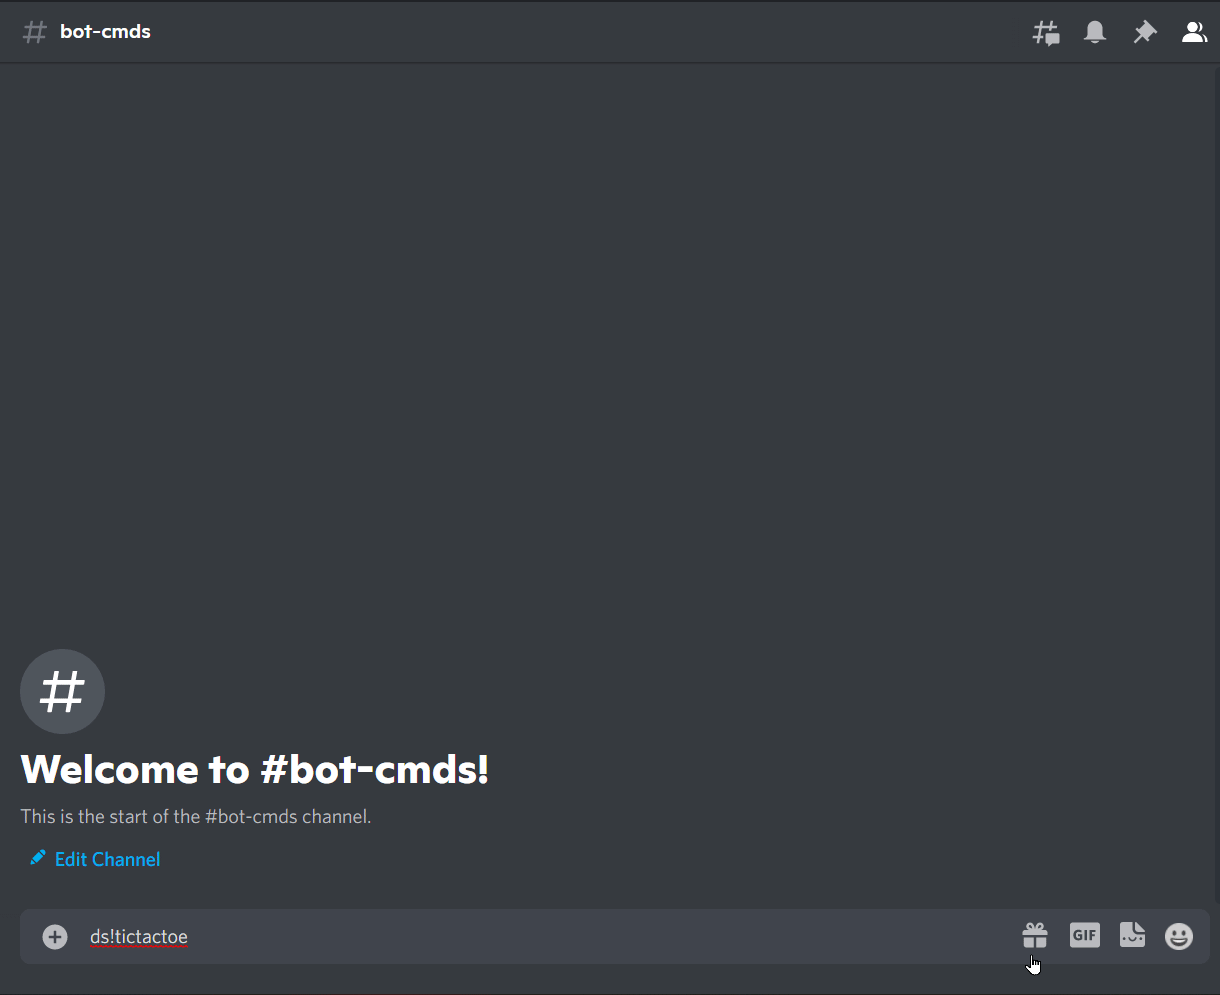 bot-cmds
Welcome to #bot-cmds!
This is the start of the #bot-cmds channel.
Edit Channel
ds!tictactoe
GIF